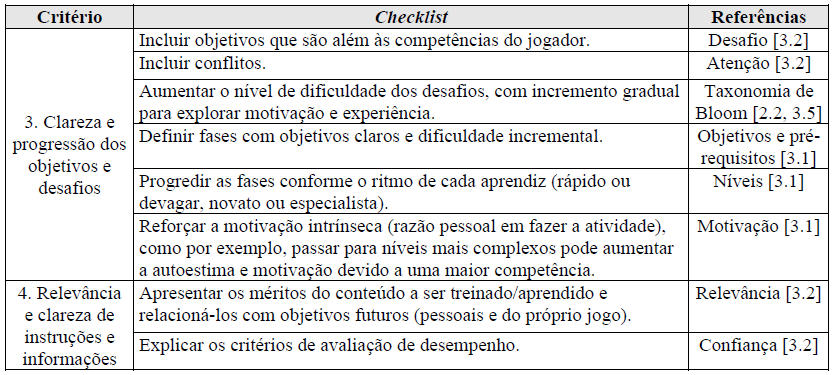 Critério Checklist Referências
Incluir objetivos que são além às competências do jogador. Desafio [3.2]
Incluir conflitos. Atenção [3.2]
Aumentar o nível de dificuldade dos desafios, com incremento gradual
para explorar motivação e experiência.
Taxonomia de
Bloom [2.2, 3.5]
3. Clareza e
progressão dos
objetivos e
desafios
Definir fases com objetivos claros e dificuldade incremental.
Objetivos e pré-
requisitos [3.1]
Progredir as fases conforme o ritmo de cada aprendiz (rápido ou
devagar, novato ou especialista).
Níveis [3.1]
Reforçar a motivação intrínseca (razão pessoal em fazer a atividade),
como por exemplo, passar para níveis mais complexos pode aumentar
a autoestima e motivação devido a uma maior competência.
Motivação [3.1]
4. Relevância
e clareza de
instruções e
informações
Apresentar os méritos do conteúdo a ser treinado/aprendido e
relacioná-los com objetivos futuros (pessoais e do próprio jogo).
Relevância [3.2]
Explicar os critérios de avaliação de desempenho. Confiança [3.2]